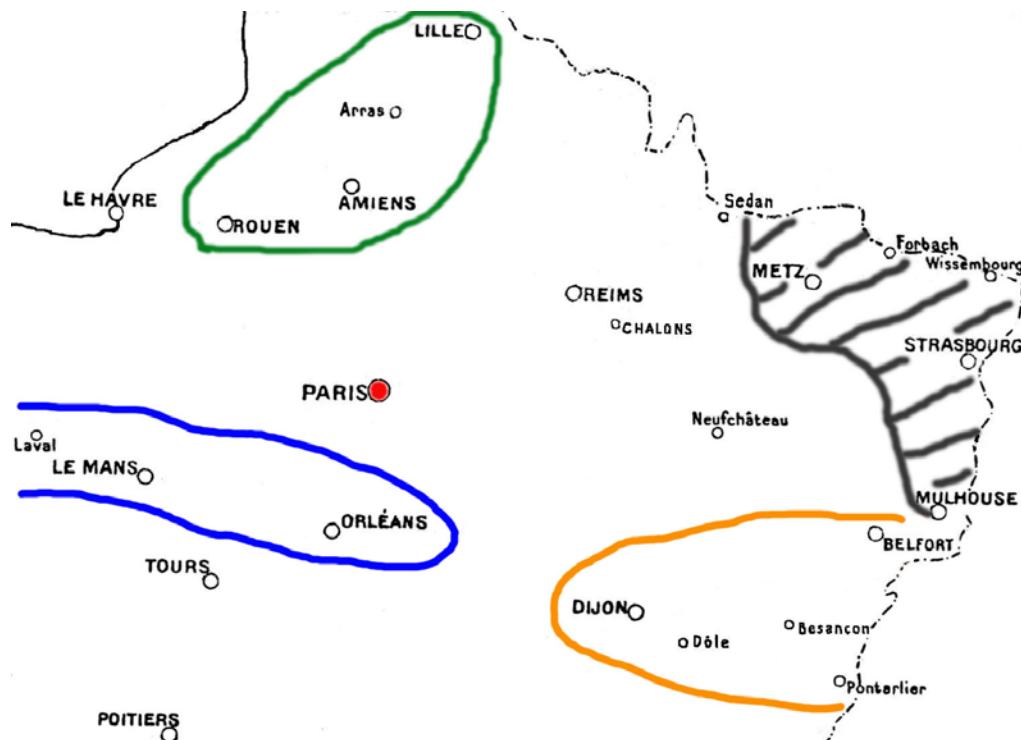 LILLE
Arras
AMIENS
LE HAVRE
ROUEN
Sedan
Forbach
Wissembourg
METZ
REIMS
CHALONS
STRASBOURG
PARIS
Neufchâteau
Laval
LE MANS
ORLÉANS
MULHOUSE
BELFORT
TOURS
DIJON
Besancon
Dôle
Pontarlier
POITIERS